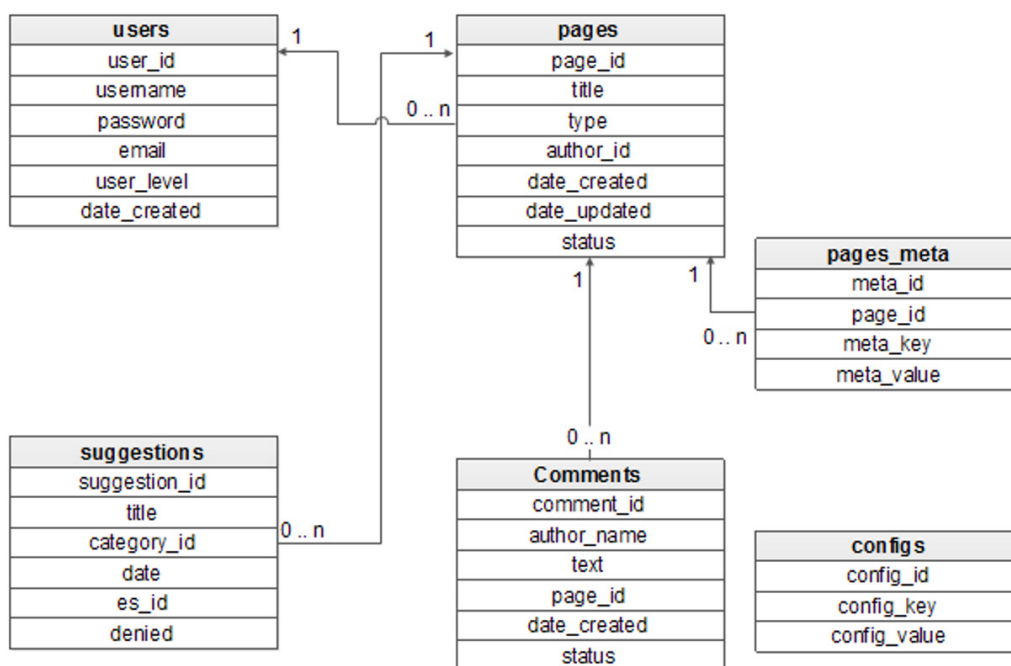 users
user_id
username
password
email
user_level
date_created
1
1
0 .. n
pages
page_id
title
type
author_id
date_created
date_updated
status
1
1
0 .. n
pages_meta
meta_id
page_id
meta_key
meta_value
suggestions
suggestion_id
title
category_id
date
es_id
denied
0 .. n
0 .. n
Comments
comment_id
author_name
text
page_id
date_created
status
configs
config_id
config_key
config_value